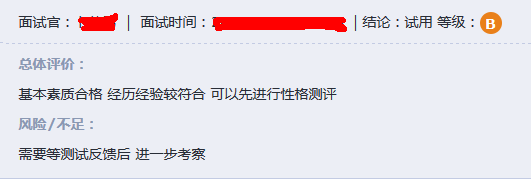 面试官： | 面试时间： | 结论：试用 等级：B
总体评价：
基本素质合格 经历经验较符合 可以先进行性格测评
风险/不足：
需要等测试反馈后 进一步考察